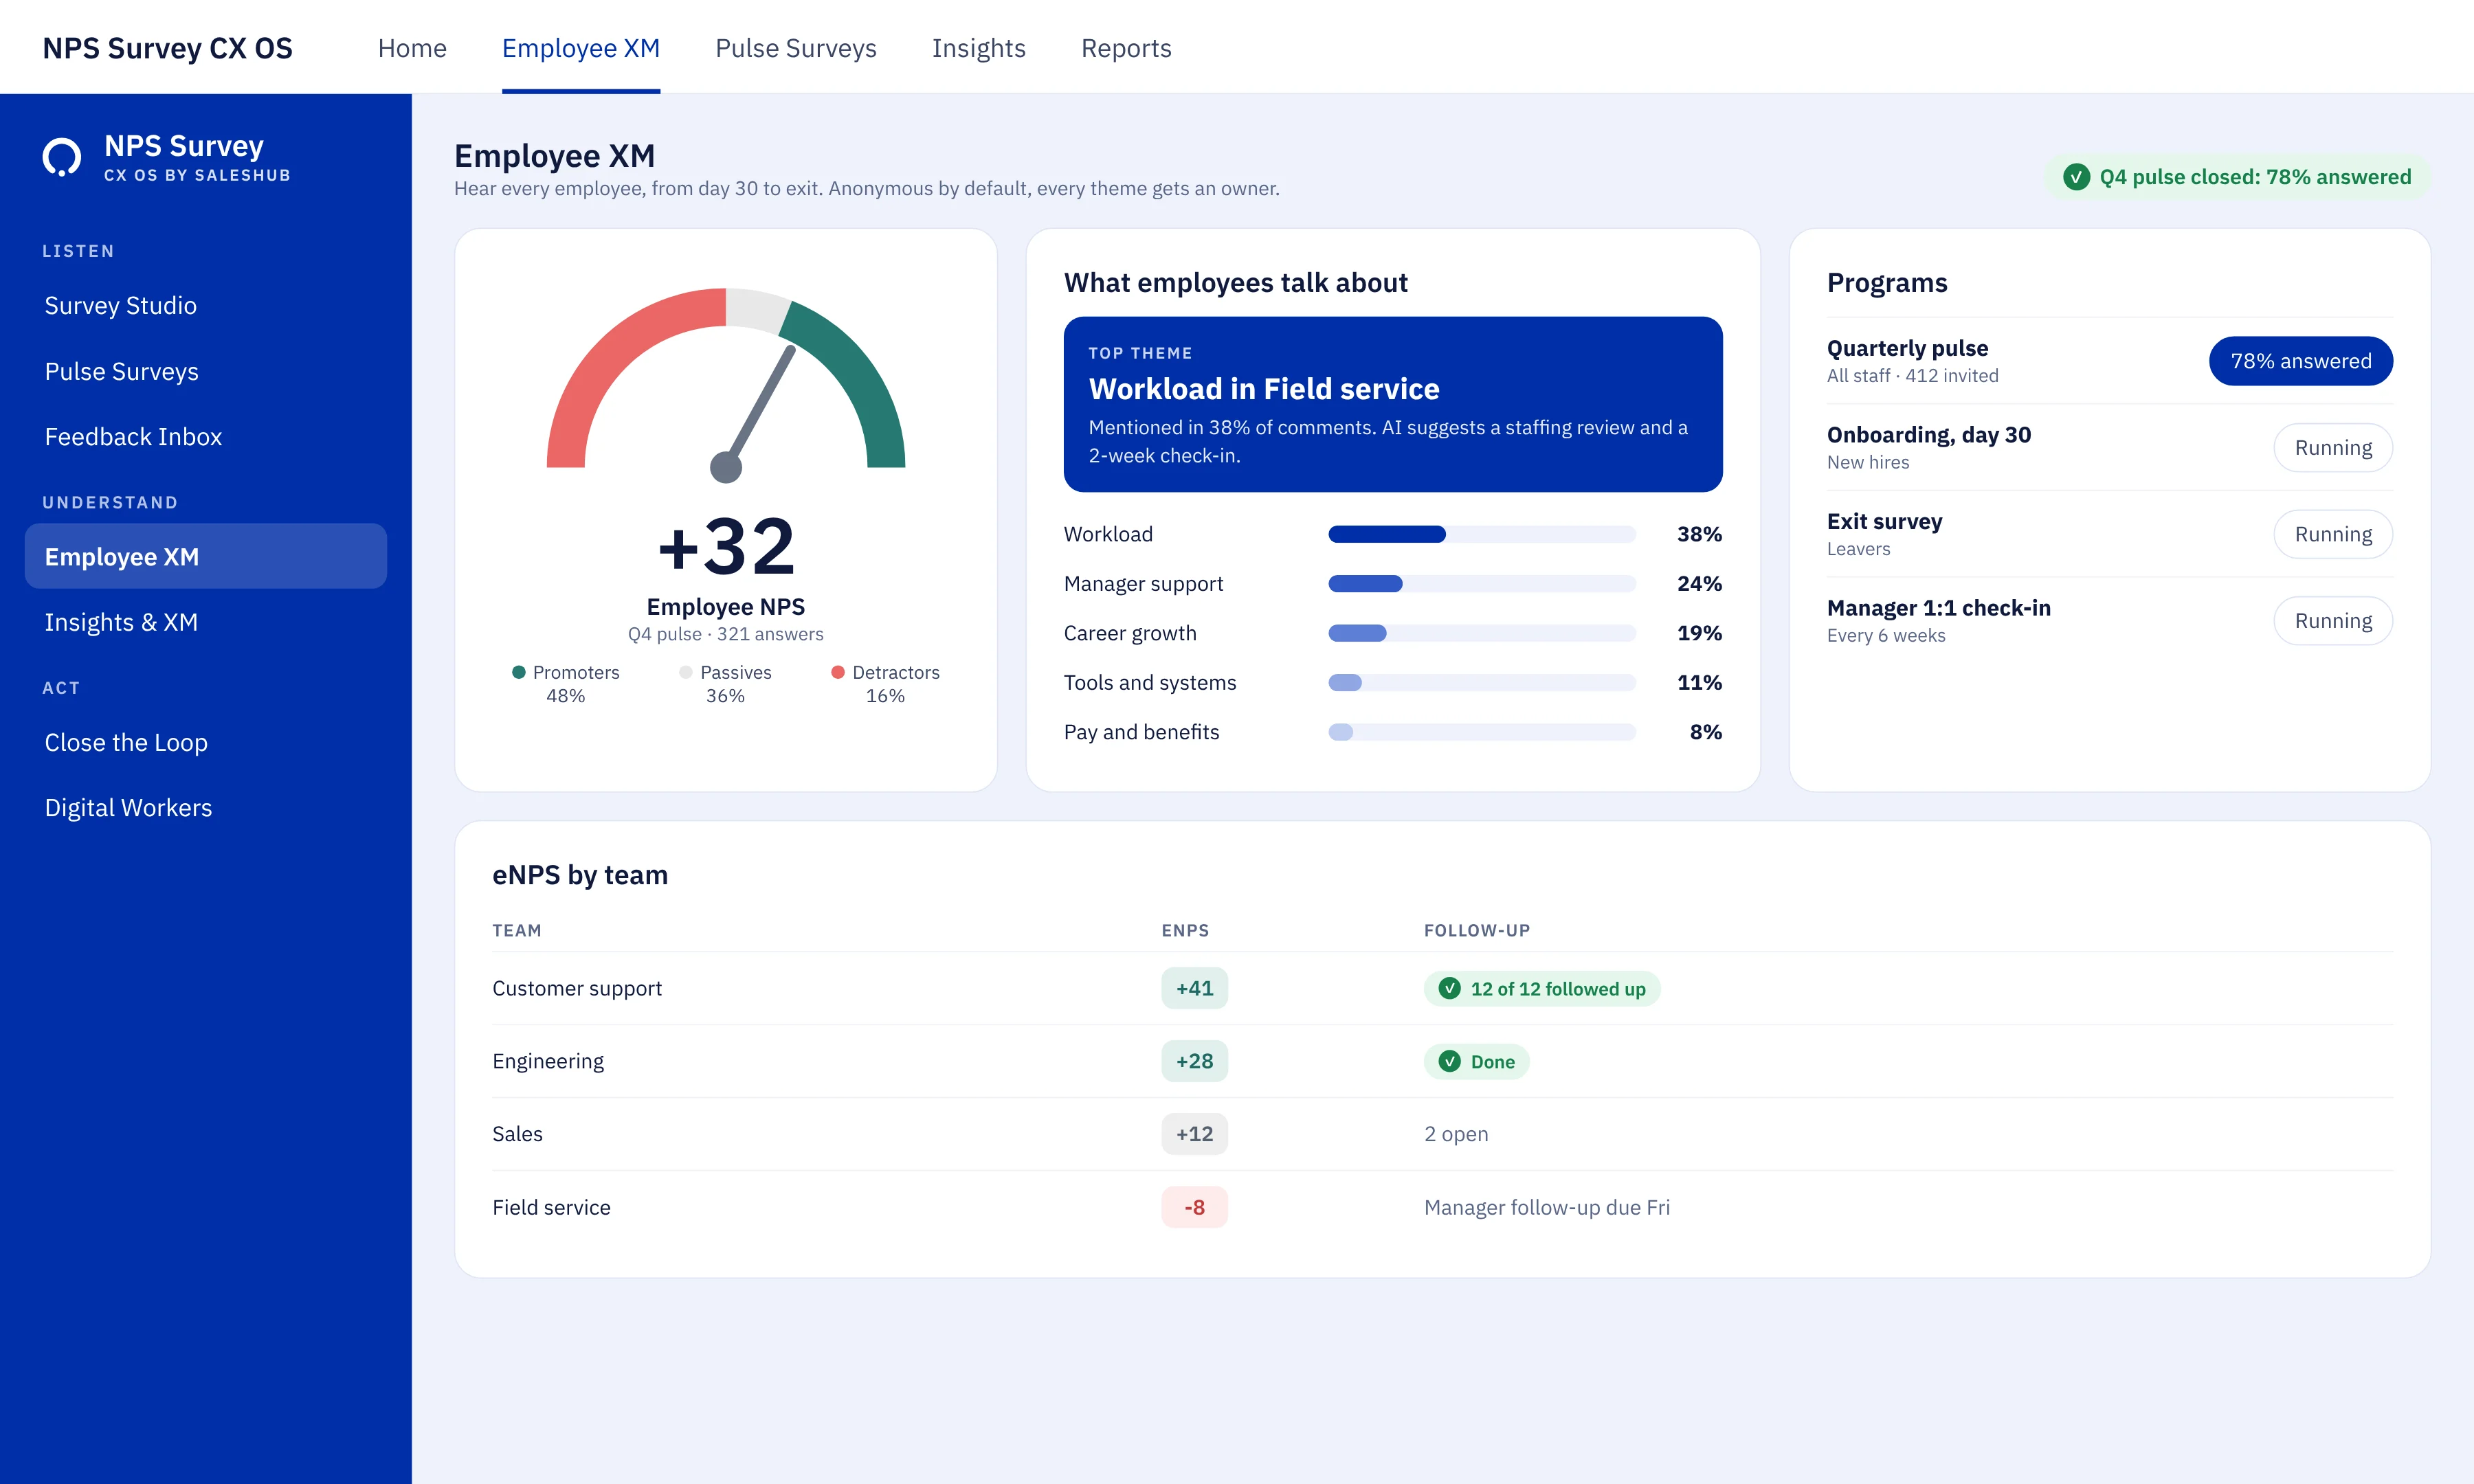 NPS Survey CX OS
Home
Employee XM
Pulse Surveys
Insights
Reports
NPS Survey
CX OS BY SALESHUB
LISTEN
Survey Studio
Pulse Surveys
Feedback Inbox
UNDERSTAND
Employee XM
Insights & XM
ACT
Close the Loop
Digital Workers
Employee XM
Hear every employee, from day 30 to exit. Anonymous by default, every theme gets an owner.
Q4 pulse closed: 78% answered
+32
Employee NPS
Q4 pulse · 321 answers
Promoters
48%
Passives
36%
Detractors
16%
What employees talk about
TOP THEME
Workload in Field service
Mentioned in 38% of comments. AI suggests a staffing review and a
2-week check-in.
Workload
38%
Manager support
24%
Career growth
19%
Tools and systems
11%
Pay and benefits
8%
Programs
Quarterly pulse
All staff · 412 invited
78% answered
Onboarding, day 30
New hires
Running
Exit survey
Leavers
Running
Manager 1:1 check-in
Every 6 weeks
Running
eNPS by team
TEAM
ENPS
FOLLOW-UP
Customer support
+41
12 of 12 followed up
Engineering
+28
Done
Sales
+12
2 open
Field service
-8
Manager follow-up due Fri